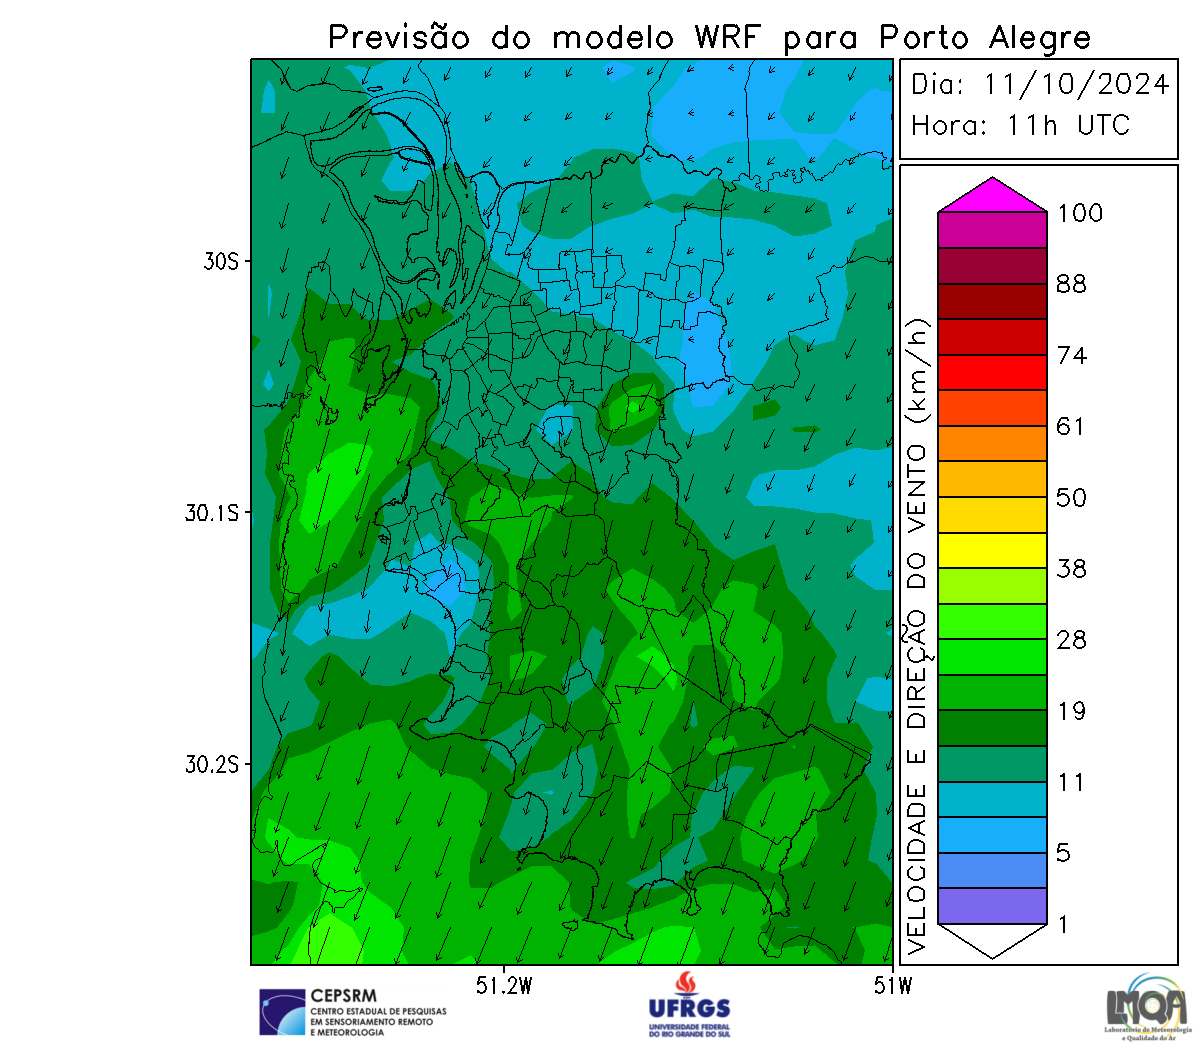 Previsão do modelo WRF para Porto Alegre
Dia: 11/10/2024
Hora: 11h UTC
30S
30.1S
30.2S
51.2W
51W
VELOCIDADE E DIREÇÃO DO VENTO (km/h)
100
88
74
61
50
38
28
19
11
5
1
CEPSRM
CENTRO ESTADUAL DE PESQUISAS
EM SENSORIAMENTO REMOTO
E METEOROLOGIA
UFRGS
UNIVERSIDADE FEDERAL
DO RIO GRANDE DO SUL
LMQA
Laboratório de Meteorologia
e Qualidade do Ar